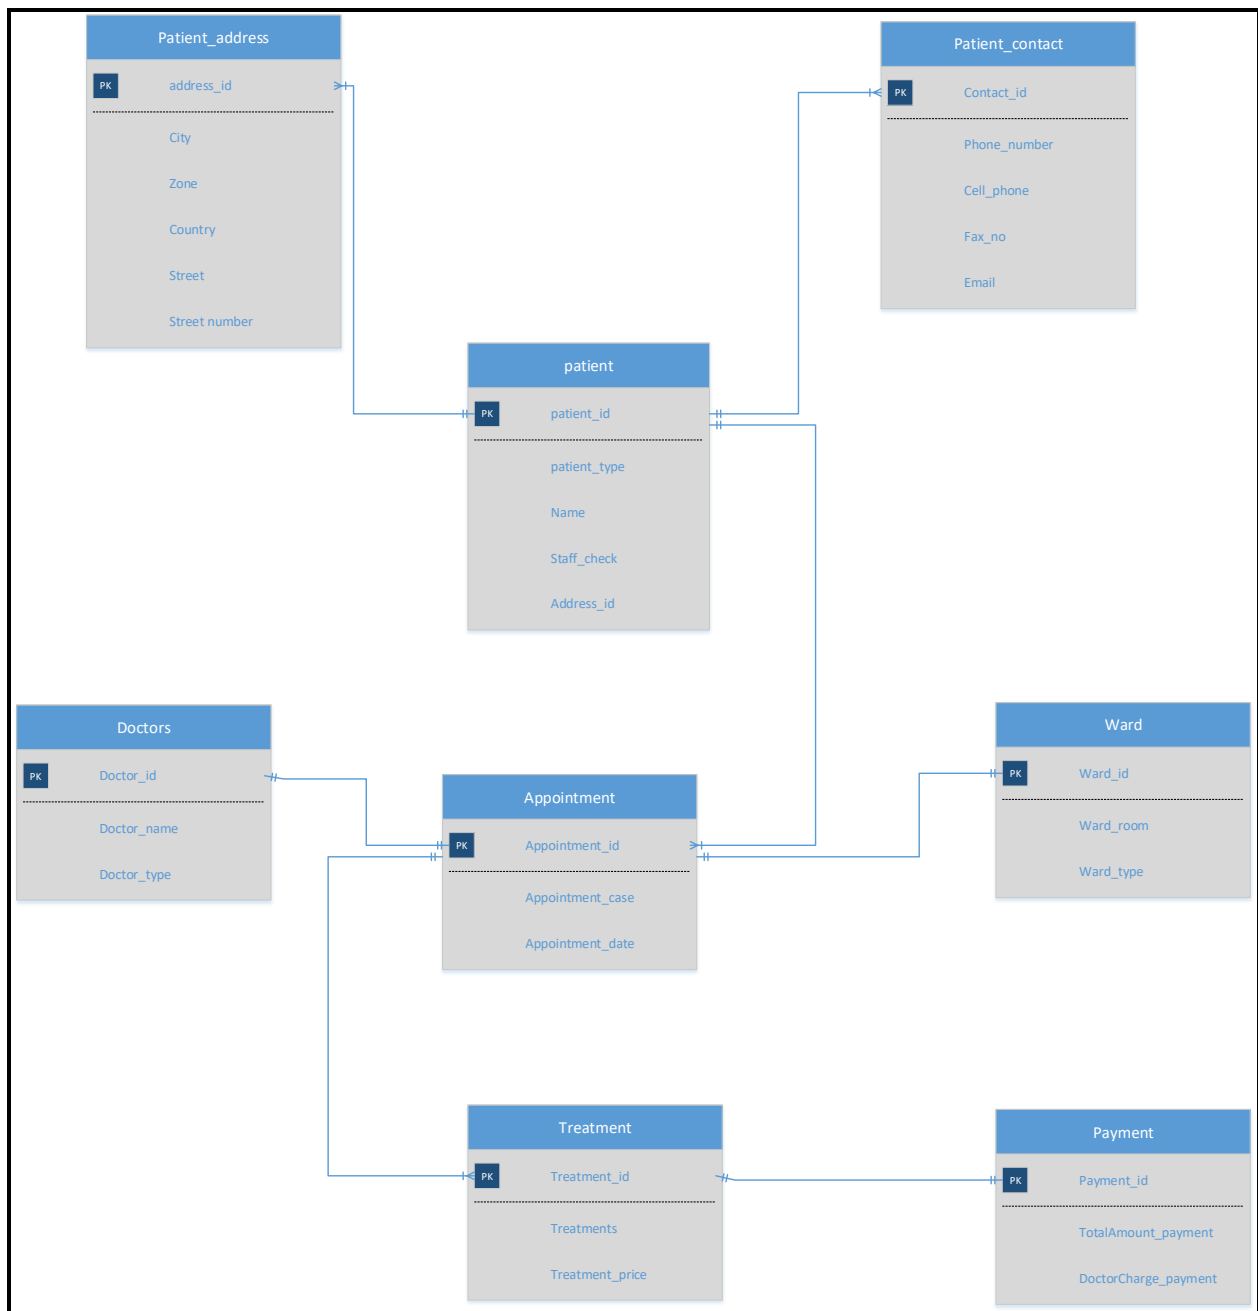 Patient_address
PK address_id
City
Zone
Country
Street
Street number
Patient_contact
PK Contact_id
Phone_number
Cell_phone
Fax_no
Email
patient
PK patient_id
patient_type
Name
Staff_check
Address_id
Doctors
PK Doctor_id
Doctor_name
Doctor_type
Appointment
PK Appointment_id
Appointment_case
Appointment_date
Ward
PK Ward_id
Ward_room
Ward_type
Treatment
PK Treatment_id
Treatments
Treatment_price
Payment
PK Payment_id
TotalAmount_payment
DoctorCharge_payment